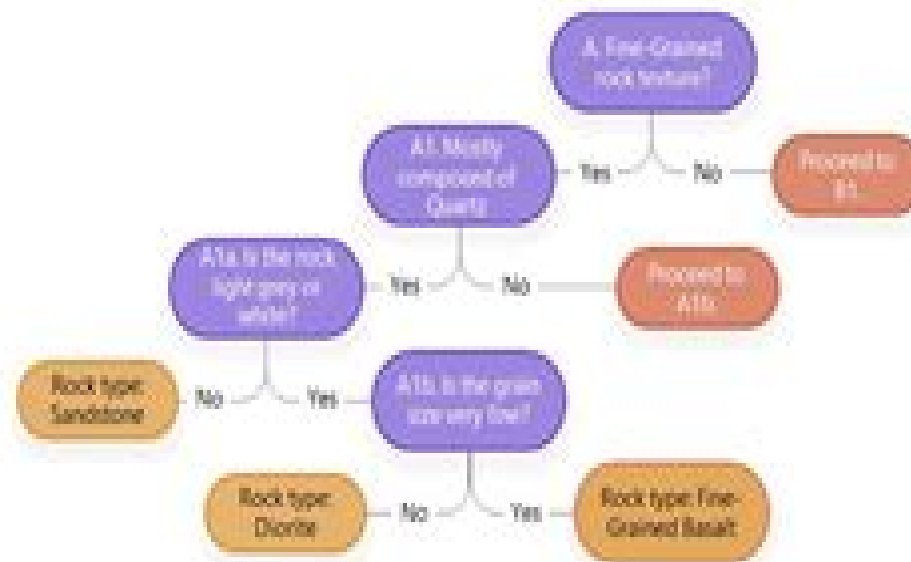 A. Fine-Grained
rock texture?
A1. Mostly
compound of
Quartz
Yes
No
Proceed to
B1.
A1a. Is the rock
light grey or
white?
Yes
No
Proceed to
A1b.
Rock type:
Sandstone
No
Yes
A1b. Is the grain
size very fine?
Rock type:
Diorite
No
Yes
Rock type: Fine-
Grained Basalt